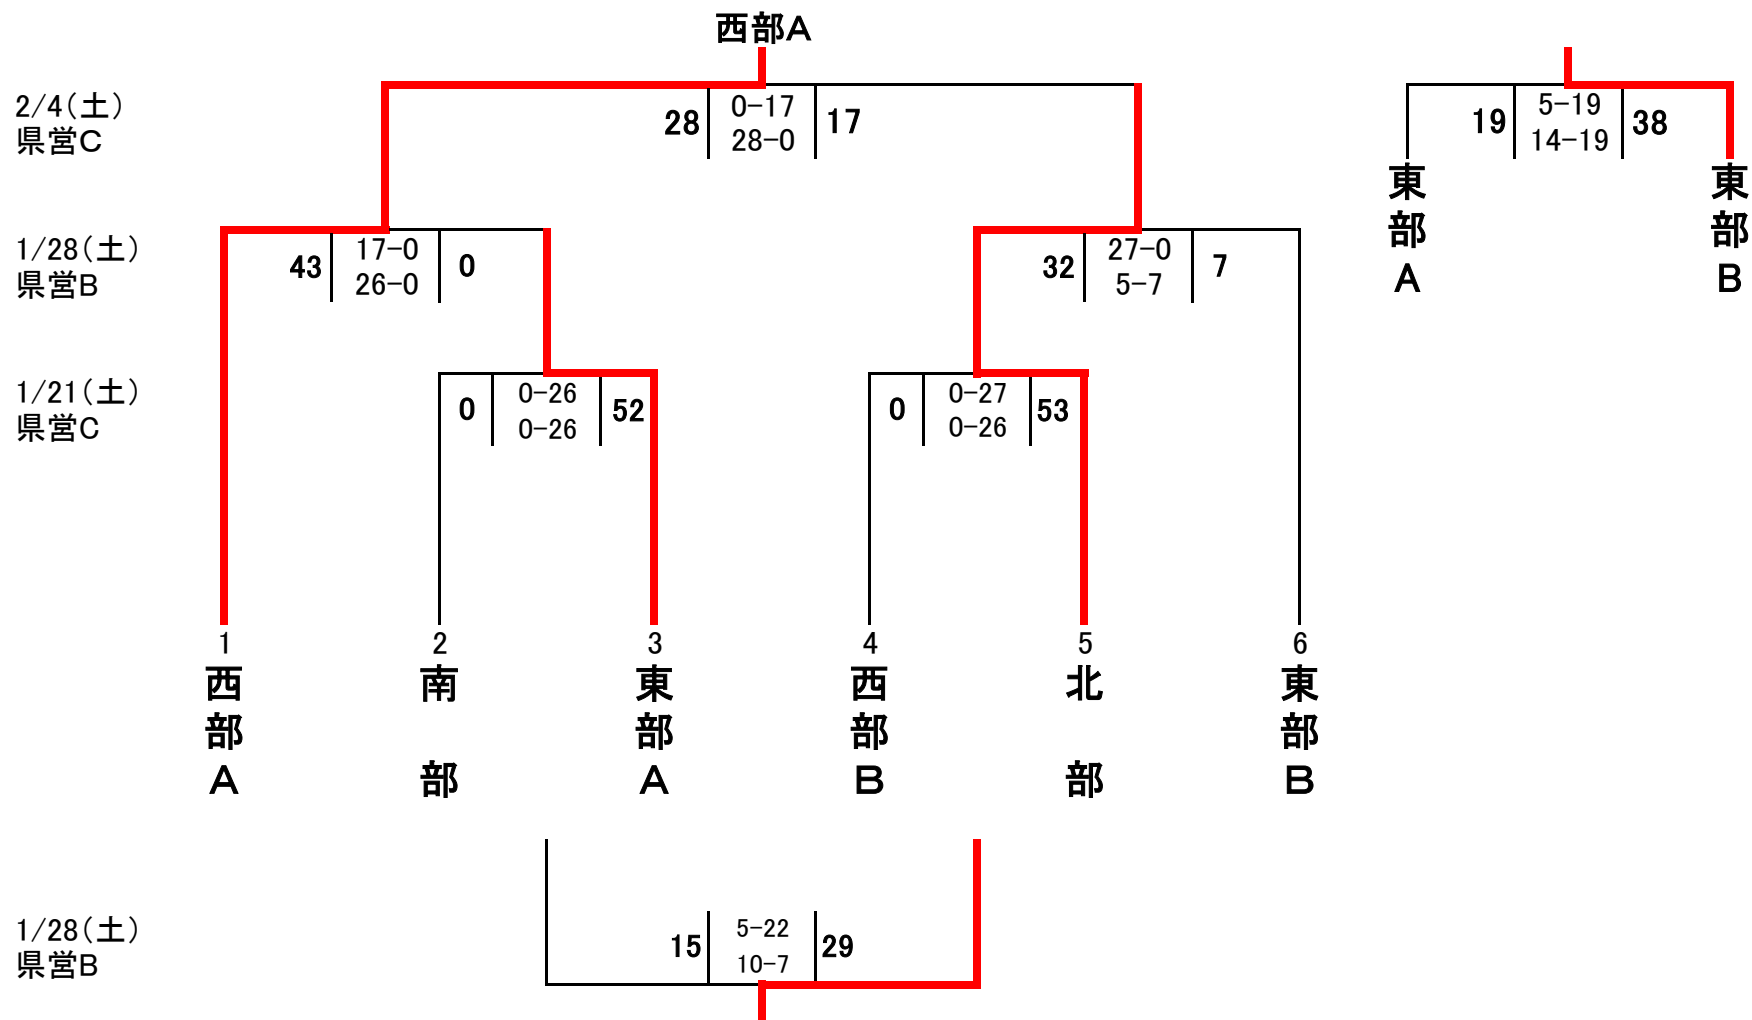 西部A
2/4(土)
県営C
28
0-17
28-0
17
19
5-19
14-19
38
東部A
東部B
1/28(土)
県営B
43
17-0
26-0
0
32
27-0
5-7
7
1/21(土)
県営C
0
0-26
0-26
52
0
0-27
0-26
53
1
2
3
4
5
6
西部A
南部
東部A
西部B
北部
東部B
1/28(土)
県営B
15
5-22
10-7
29